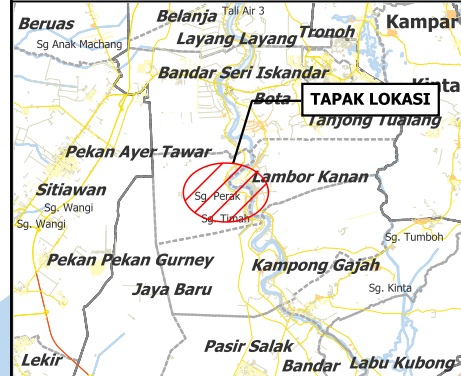 Tali Air 3
Beruas
Belanja
Kampar
Sg Anak Machang
Layang Layang
Tronoh
Bandar Seri Iskandar
Kinta
Bota
TAPAK LOKASI
Tanjong Tualang
Pekan Ayer Tawar
Lambor Kanan
Sitiawan
Sg. Perak
Sg. Wangi
Sg. Wangi
Sg. Timah
Sg. Tumboh
Pekan Pekan Gurney
Kampong Gajah
Jaya Baru
Sg. Kinta
Pasir Salak
Lekir
Bandar
Labu Kubong